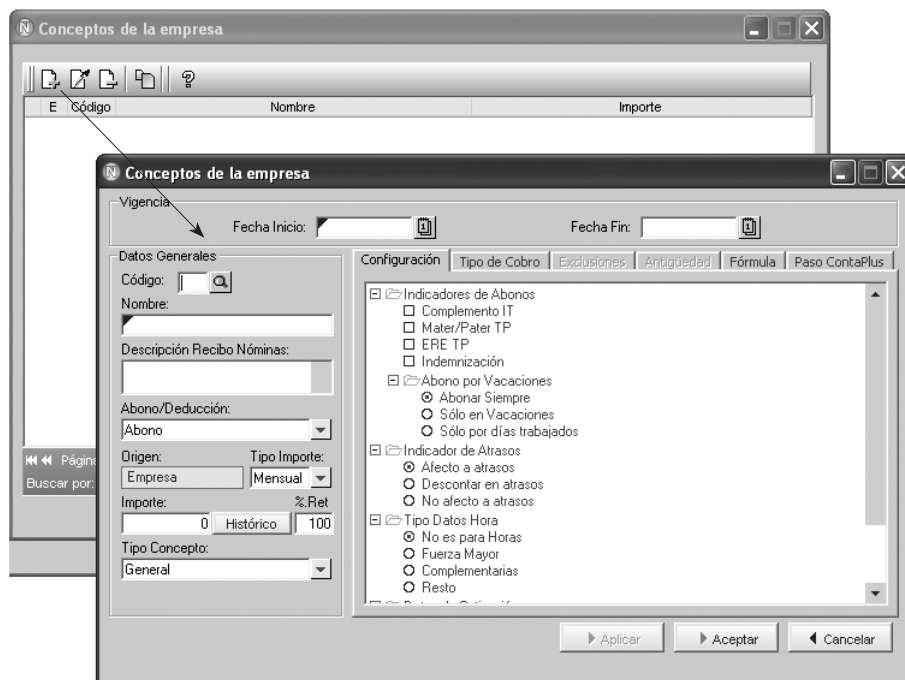 Conceptos de la empresa
E Código Nombre Importe
Conceptos de la empresa
Vigencia
Fecha Inicio: Fecha Fin:
Datos Generales
Código:
Nombre:
Descripción Recibo Nóminas:
Abono/Deducción:
Abono
Origen: Tipo Importe:
Empresa Mensual
Importe: %.Ret
0 Histórico 100
Tipo Concepto:
General
Configuración Tipo de Cobro Exclusiones Antigüedad Fórmula Paso ContaPlus
Indicadores de Abonos
Complemento IT
Mater/Pater TP
ERE TP
Indemnización
Abono por Vacaciones
Abonar Siempre
Sólo en Vacaciones
Sólo por días trabajados
Indicador de Atrasos
Afecto a atrasos
Descontar en atrasos
No afecto a atrasos
Tipo Datos Hora
No es para Horas
Fuerza Mayor
Complementarias
Resto
Buscar por:
Aplicar Aceptar Cancelar